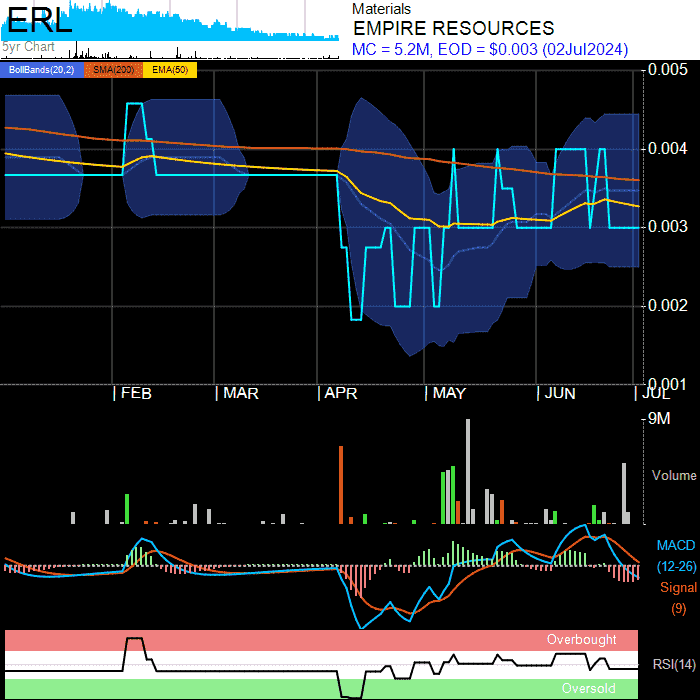 ERL
5yr Chart
Materials
EMPIRE RESOURCES
MC = 5.2M, EOD = $0.003 (02Jul2024)
BollBands(20,2) SMA(200) EMA(50)
0.005
0.004
0.003
0.002
0.001
FEB MAR APR MAY JUN JUL
9M
Volume
MACD
(12-26)
Signal
(9)
Overbought
RSI(14)
Oversold